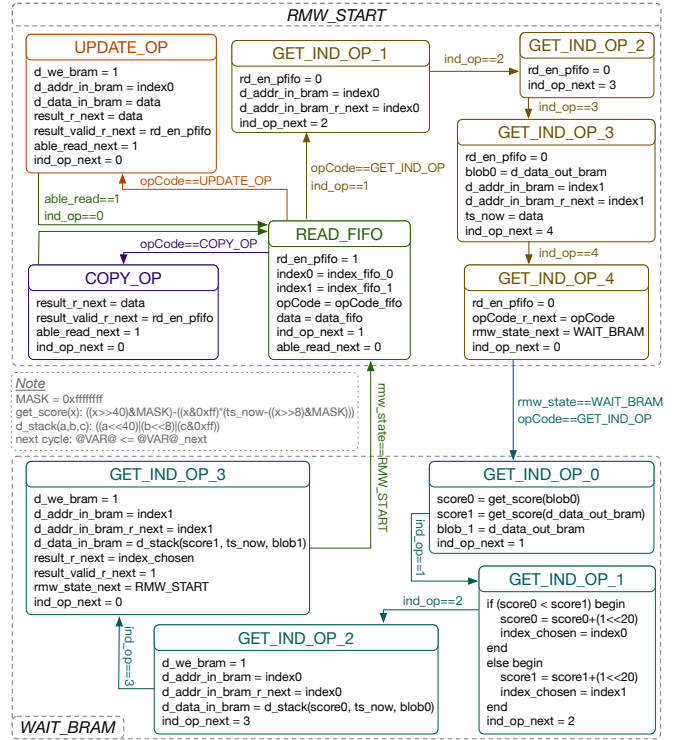 RMW_START
UPDATE_OP
d_we_bram = 1
d_addr_in_bram = index0
d_data_in_bram = data
result_r_next = data
result_valid_r_next = rd_en_pfifo
able_read_next = 1
ind_op_next = 0
GET_IND_OP_1
rd_en_pfifo = 0
d_addr_in_bram = index0
d_addr_in_bram_r_next = index0
ind_op_next = 2
ind_op==2
GET_IND_OP_2
rd_en_pfifo = 0
ind_op_next = 3
ind_op==3
GET_IND_OP_3
rd_en_pfifo = 0
blob0 = d_data_out_bram
d_addr_in_bram = index1
d_addr_in_bram_r_next = index1
ts_now = data
ind_op_next = 4
ind_op==4
GET_IND_OP_4
rd_en_pfifo = 0
opCode_r_next = opCode
rmw_state_next = WAIT_BRAM
ind_op_next = 0
opCode==GET_IND_OP
ind_op==1
opCode==UPDATE_OP
able_read==1
ind_op==0
opCode==COPY_OP
READ_FIFO
rd_en_pfifo = 1
index0 = index_fifo_0
index1 = index_fifo_1
opCode = opCode_fifo
data = data_fifo
ind_op_next = 1
able_read_next = 0
COPY_OP
result_r_next = data
result_valid_r_next = rd_en_pfifo
able_read_next = 1
ind_op_next = 0
Note
MASK = 0xffffffff
get_score(x): ((x>>40)&MASK)-((x&0xff)*(ts_now-((x>>8)&MASK)))
d_stack(a,b,c): ((a<<40)|(b<<8)|(c&0xff))
next cycle: @VAR@ <= @VAR@_next
rmw_state==RMW_START
rmw_state==WAIT_BRAM
opCode==GET_IND_OP
GET_IND_OP_3
d_we_bram = 1
d_addr_in_bram = index1
d_addr_in_bram_r_next = index1
d_data_in_bram = d_stack(score1, ts_now, blob1)
result_r_next = index_chosen
result_valid_r_next = 1
rmw_state_next = RMW_START
ind_op_next = 0
GET_IND_OP_0
score0 = get_score(blob0)
score1 = get_score(d_data_out_bram)
blob_1 = d_data_out_bram
ind_op_next = 1
ind_op==1
GET_IND_OP_1
if (score0 < score1) begin
score0 = score0+(1<<20)
index_chosen = index0
end
else begin
score1 = score1+(1<<20)
index_chosen = index1
end
ind_op_next = 2
ind_op==2
GET_IND_OP_2
d_we_bram = 1
d_addr_in_bram = index0
d_addr_in_bram_r_next = index0
d_data_in_bram = d_stack(score0, ts_now, blob0)
ind_op_next = 3
ind_op==3
WAIT_BRAM